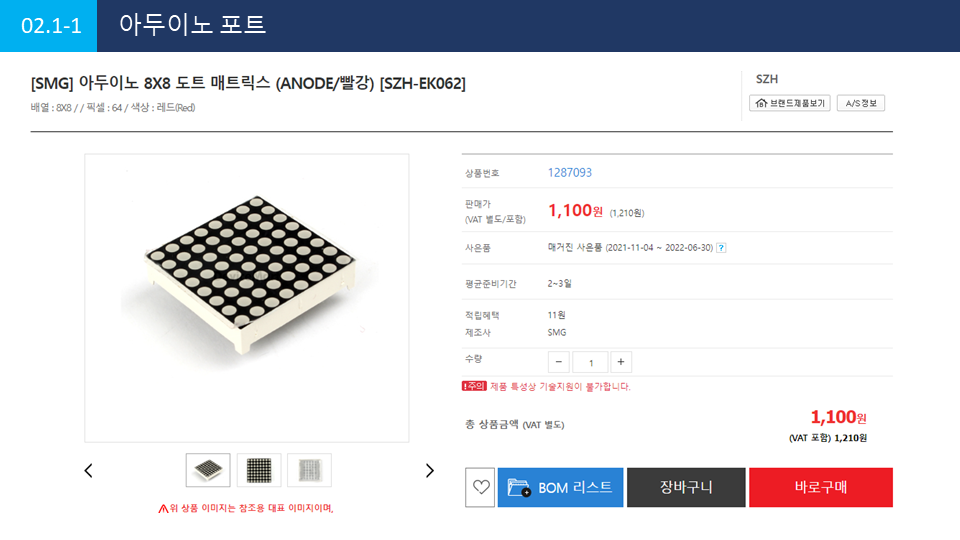 02.1-1
아두이노 포트
[SMG] 아두이노 8X8 도트 매트릭스 (ANODE/빨강) [SZH-EK062]
배열 : 8X8 / / 픽셀 : 64 / 색상 : 레드(Red)
SZH
브랜드제품보기
A/S정보
상품번호 1287093
판매가
(VAT 별도/포함)
1,100원 (1,210원)
사은품 매거진 사은품 (2021-11-04 ~ 2022-06-30) ?
평균준비기간 2~3일
적립혜택 11원
제조사 SMG
수량 − 1 +
!주의 제품 특성상 기술지원이 불가합니다.
총 상품금액 (VAT 별도) 1,100원
(VAT 포함) 1,210원
BOM 리스트
장바구니
바로구매
위 상품 이미지는 참조용 대표 이미지이며,